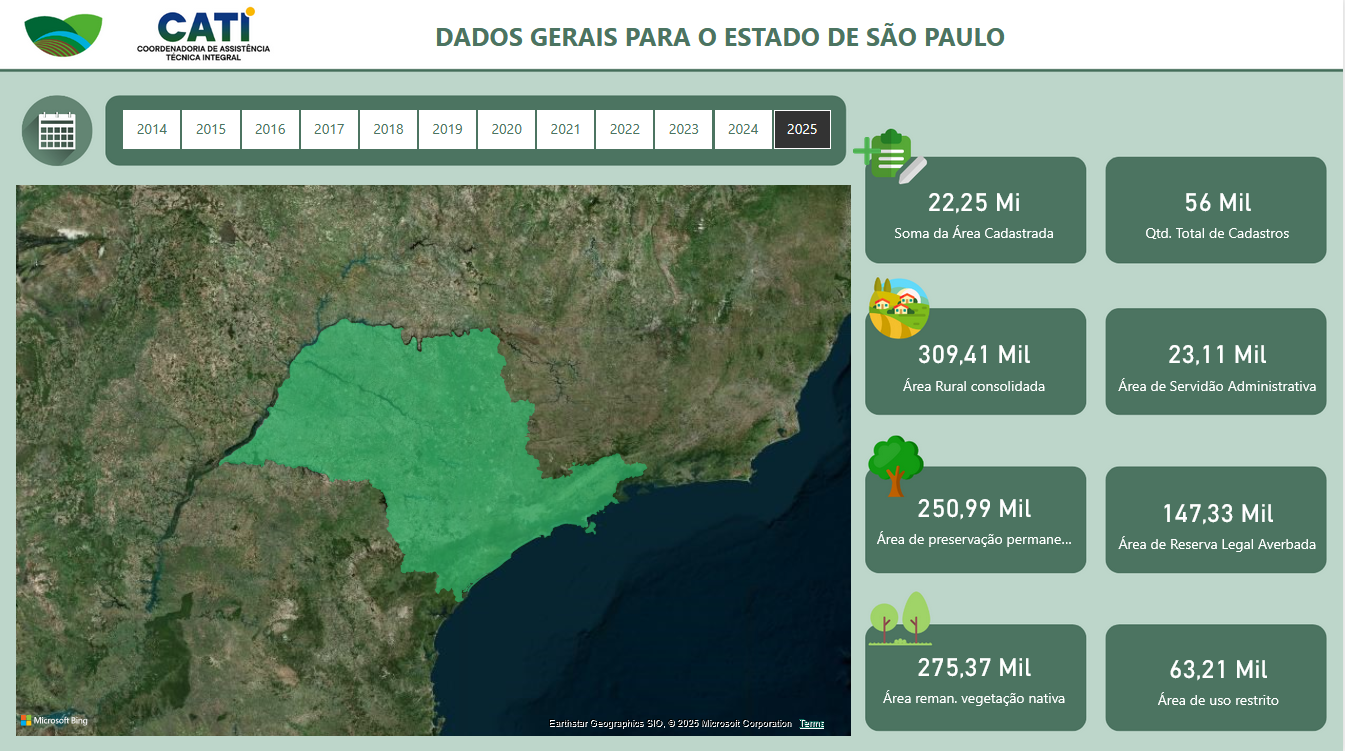 CATI
COORDENADORIA DE ASSISTÊNCIA
TÉCNICA INTEGRAL
DADOS GERAIS PARA O ESTADO DE SÃO PAULO
2014 2015 2016 2017 2018 2019 2020 2021 2022 2023 2024 2025
22,25 Mi
Soma da Área Cadastrada
56 Mil
Qtd. Total de Cadastros
309,41 Mil
Área Rural consolidada
23,11 Mil
Área de Servidão Administrativa
250,99 Mil
Área de preservação permane...
147,33 Mil
Área de Reserva Legal Averbada
275,37 Mil
Área reman. vegetação nativa
63,21 Mil
Área de uso restrito
Microsoft Bing
Earthstar Geographics SIO, © 2025 Microsoft Corporation Terms